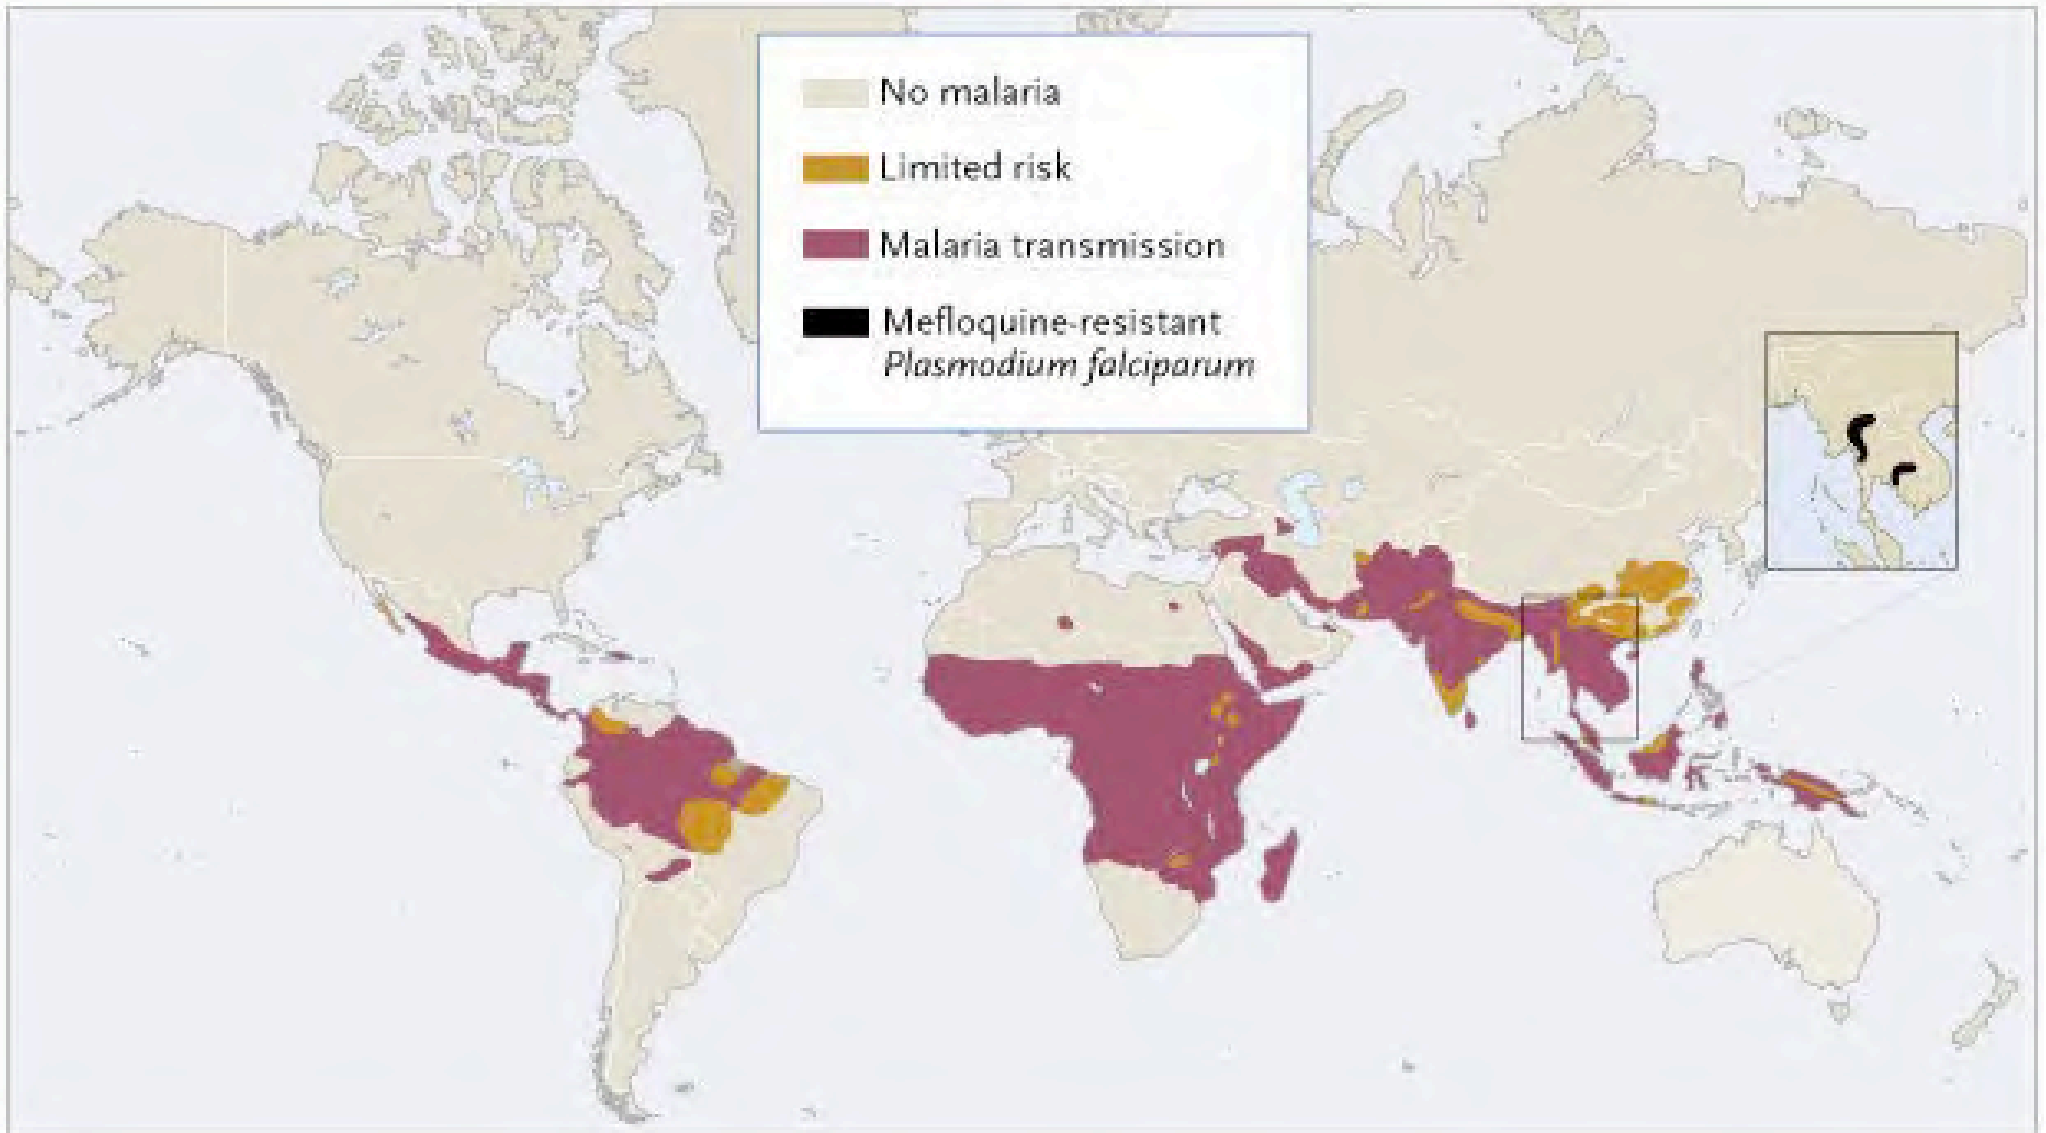 No malaria
Limited risk
Malaria transmission
Mefloquine-resistant
Plasmodium falciparum